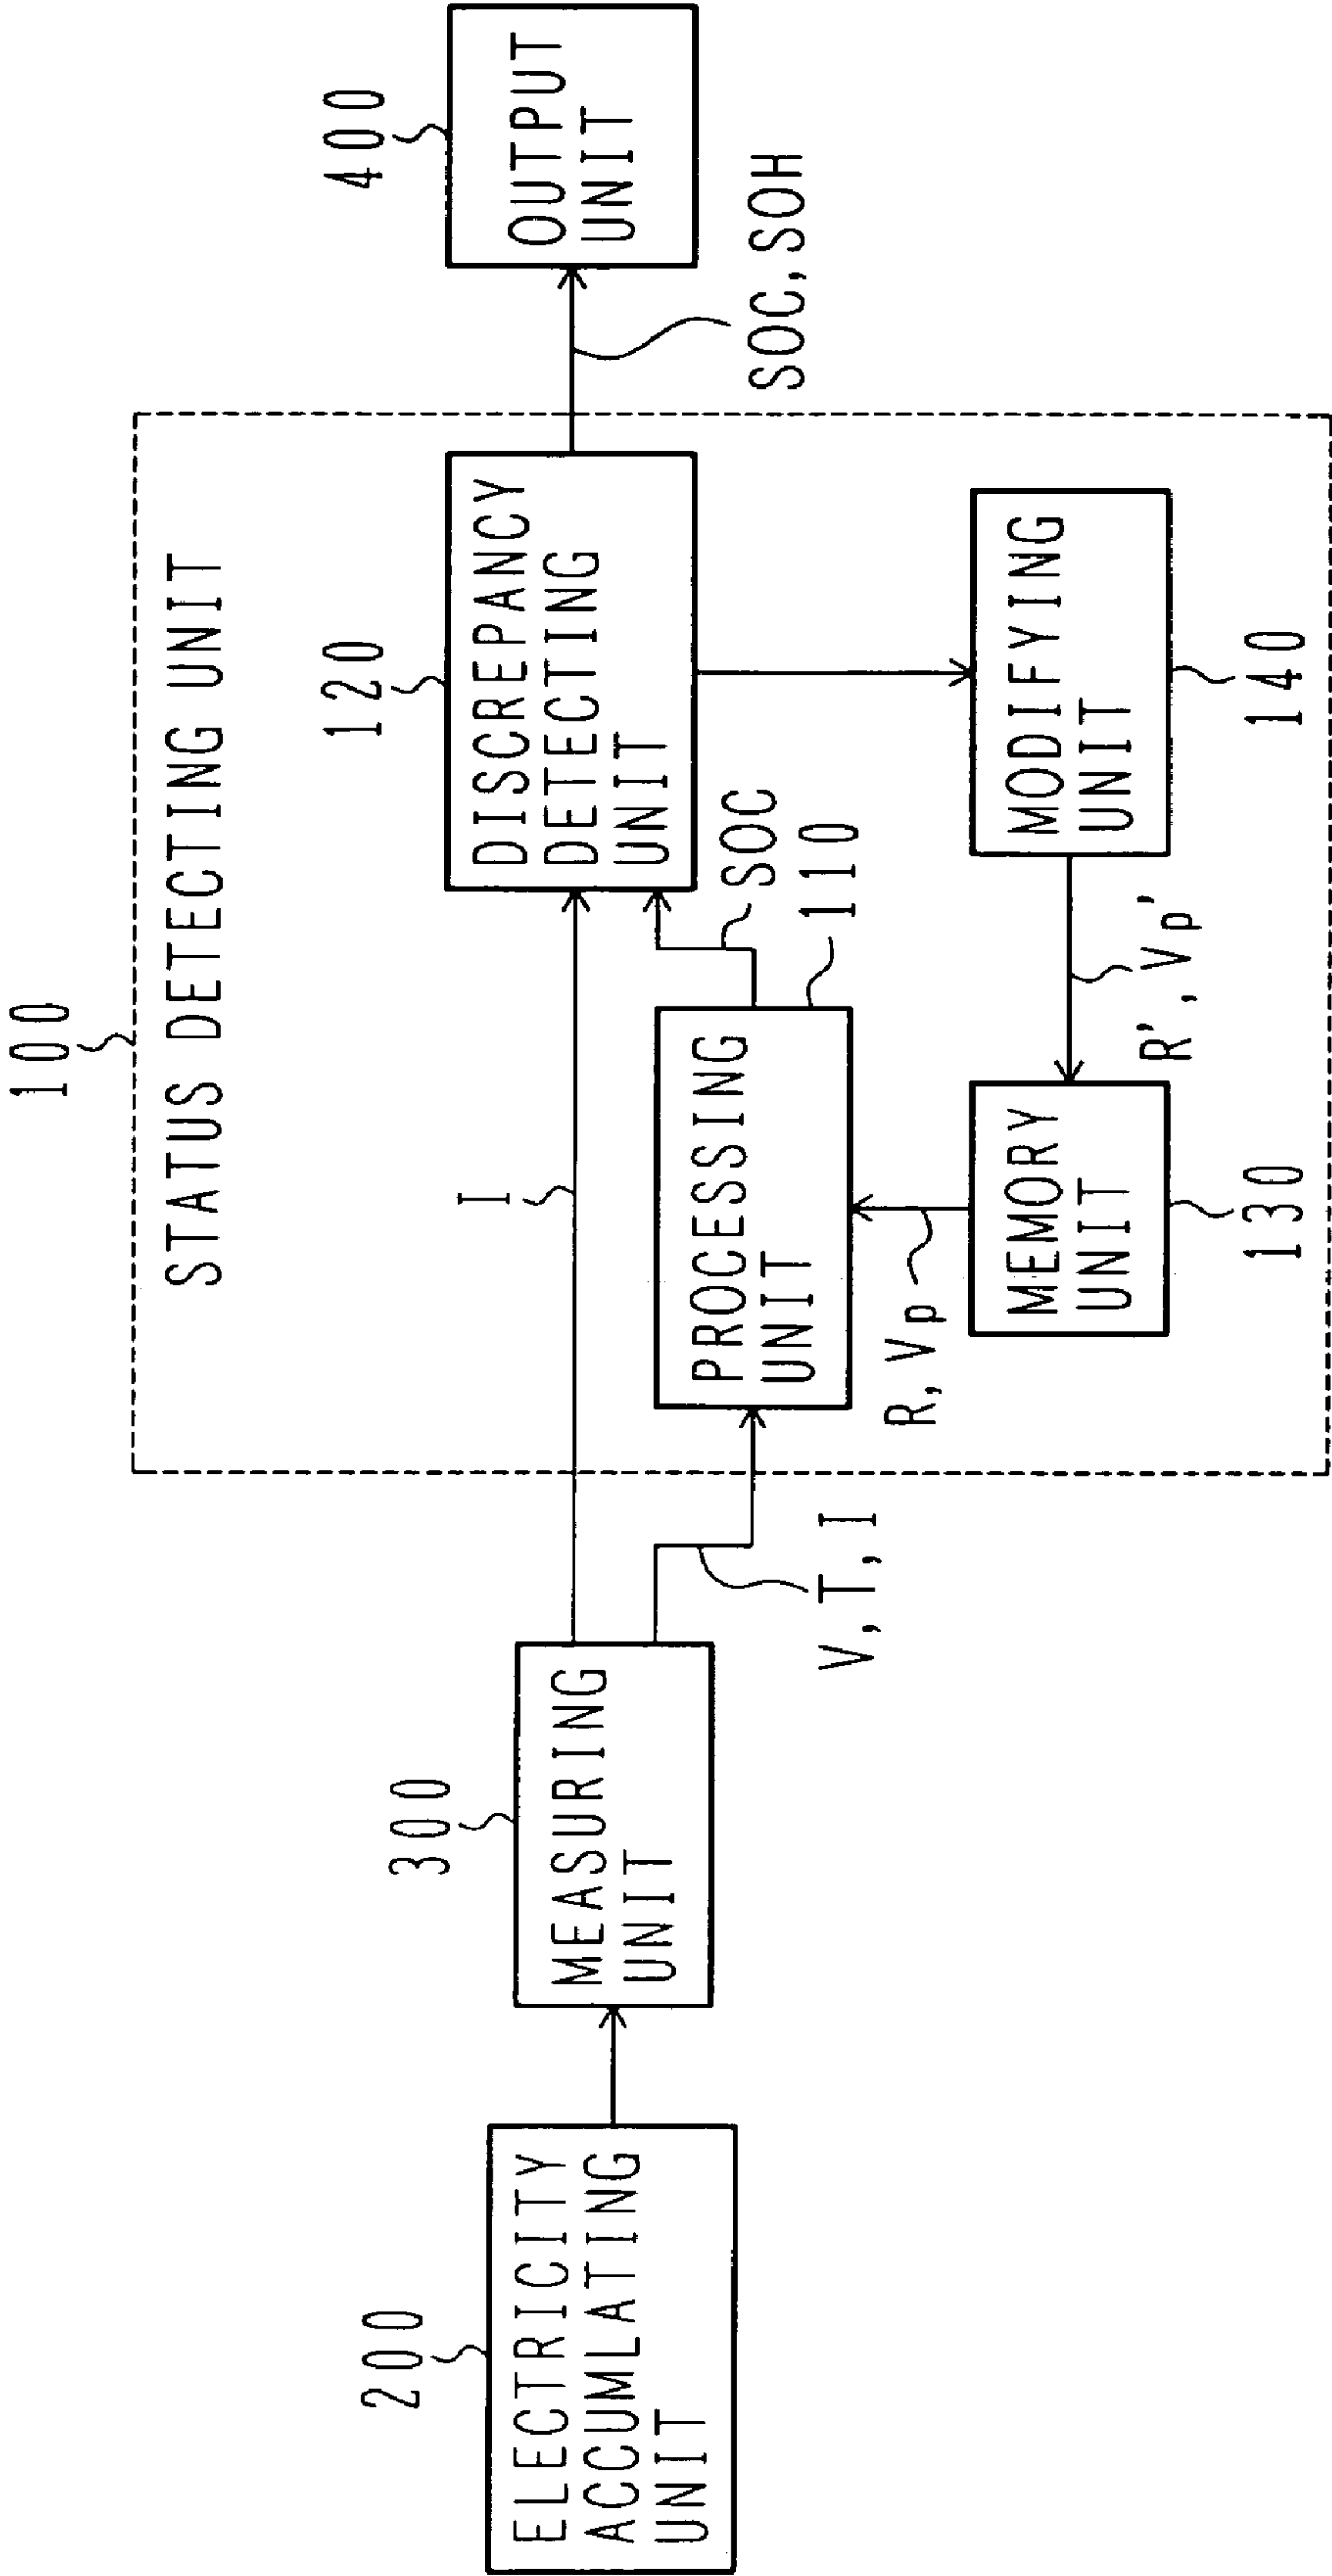 100
STATUS DETECTING UNIT
200
ELECTRICITY
ACCUMLATING
UNIT
300
MEASURING
UNIT
I
V, T, I
120
DISCREPANCY
DETECTING
UNIT
SOC
110
PROCESSING
UNIT
R, Vp
MEMORY
UNIT
130
R', Vp'
MODIFYING
UNIT
140
SOC, SOH
400
OUTPUT
UNIT